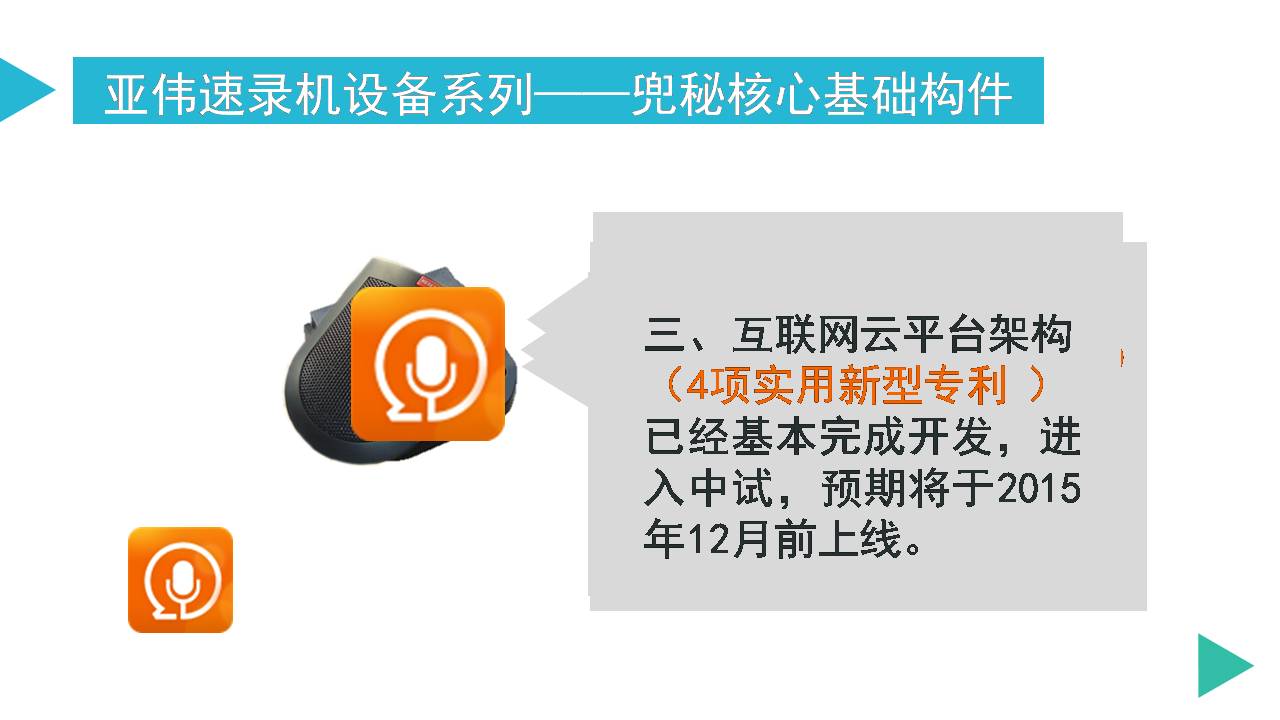 亚伟速录机设备系列——兜秘核心基础构件
三、互联网云平台架构
（4项实用新型专利 ）
已经基本完成开发，进
入中试，预期将于2015
年12月前上线。